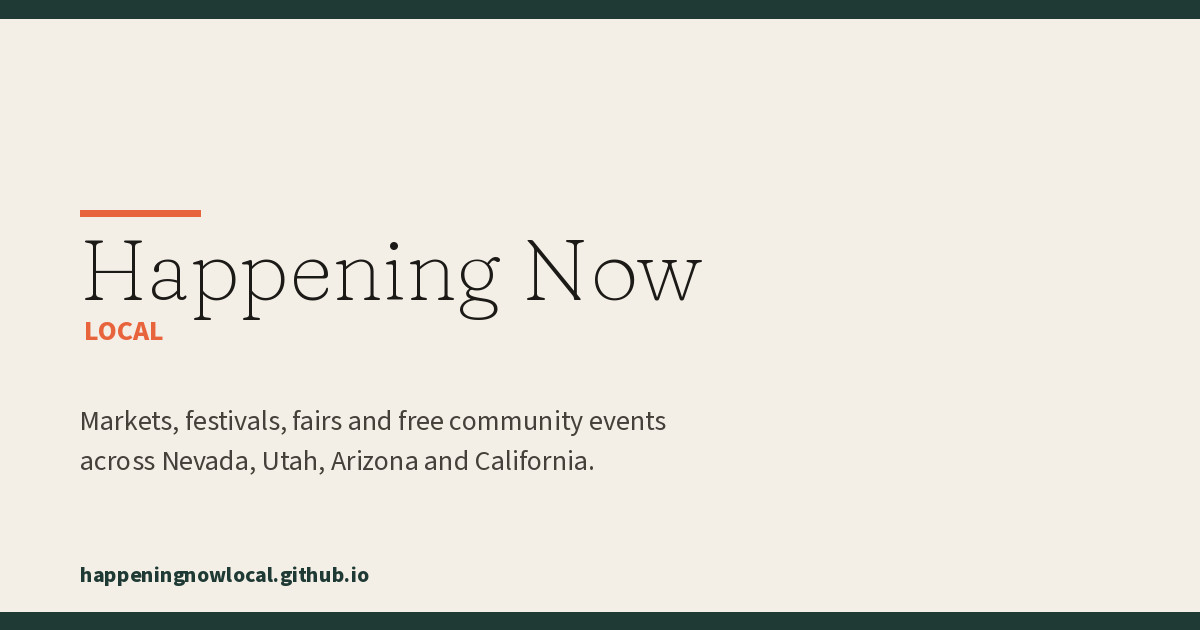 Happening Now
LOCAL
Markets, festivals, fairs and free community events
across Nevada, Utah, Arizona and California.
happeningnowlocal.github.io